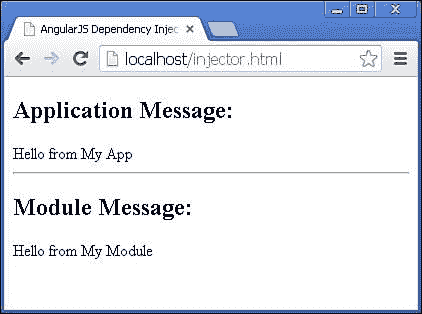 AngularJS Dependency Injec
localhost/injector.html
Application Message:
Hello from My App
Module Message:
Hello from My Module